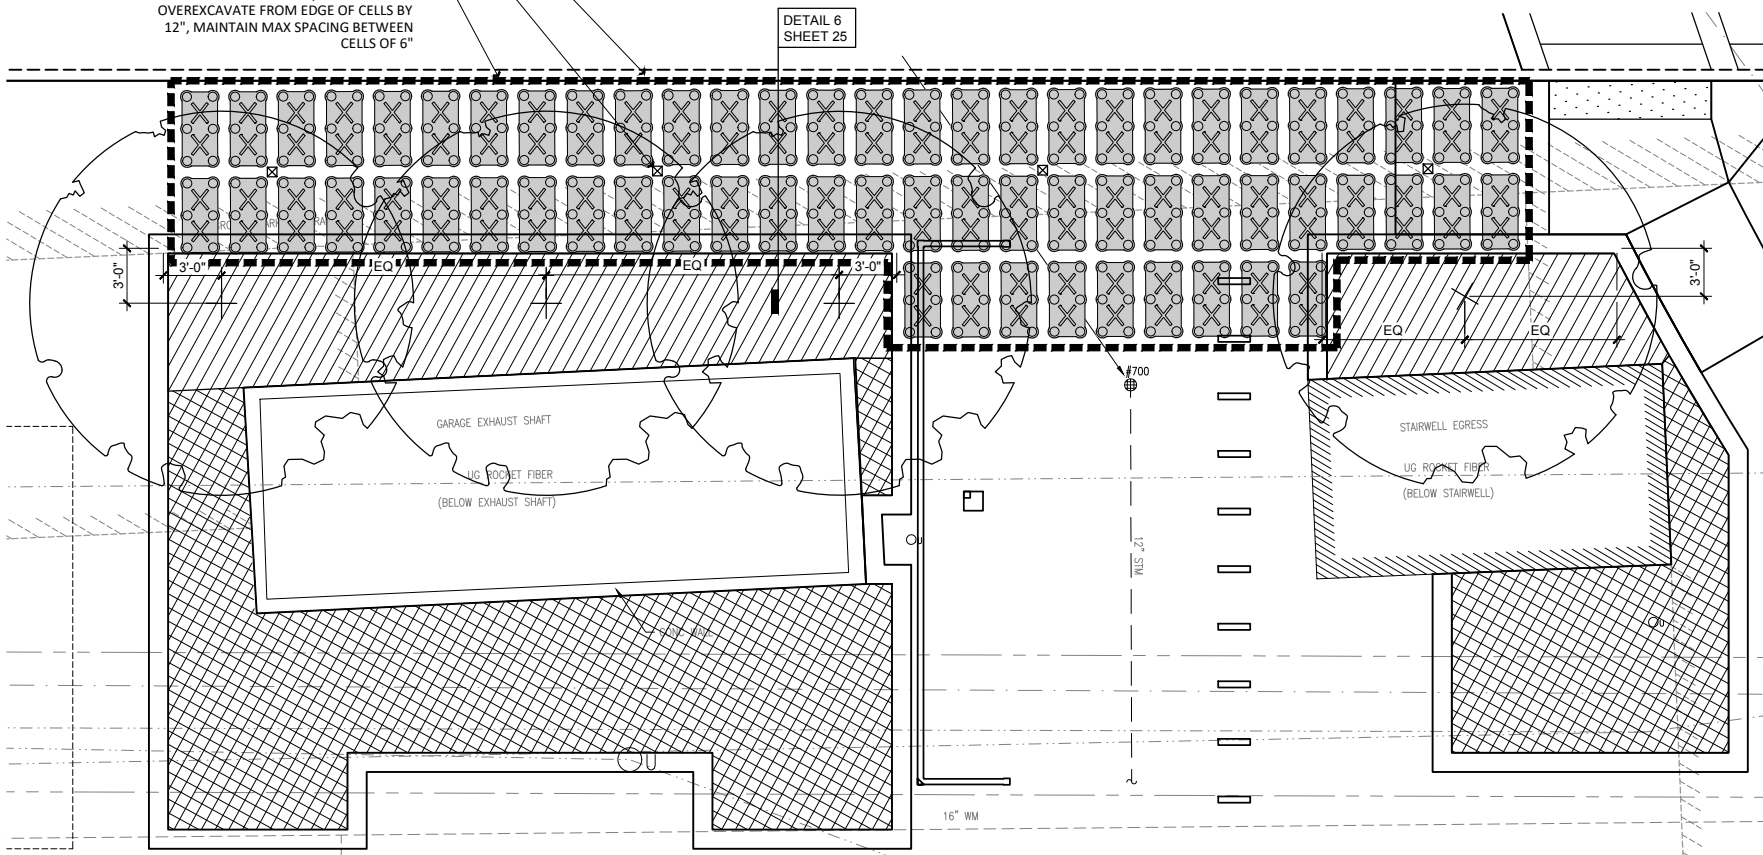 OVEREXCAVATE FROM EDGE OF CELLS BY
12", MAINTAIN MAX SPACING BETWEEN
CELLS OF 6"
DETAIL 6
SHEET 25
3'-0"
3'-0"
EQ
EQ
3'-0"
3'-0"
EQ
EQ
#700
GARAGE EXHAUST SHAFT
UG ROCKET FIBER
(BELOW EXHAUST SHAFT)
STAIRWELL EGRESS
UG ROCKET FIBER
(BELOW STAIRWELL)
12" STM
CONC WALL
U
U
U
16" WM